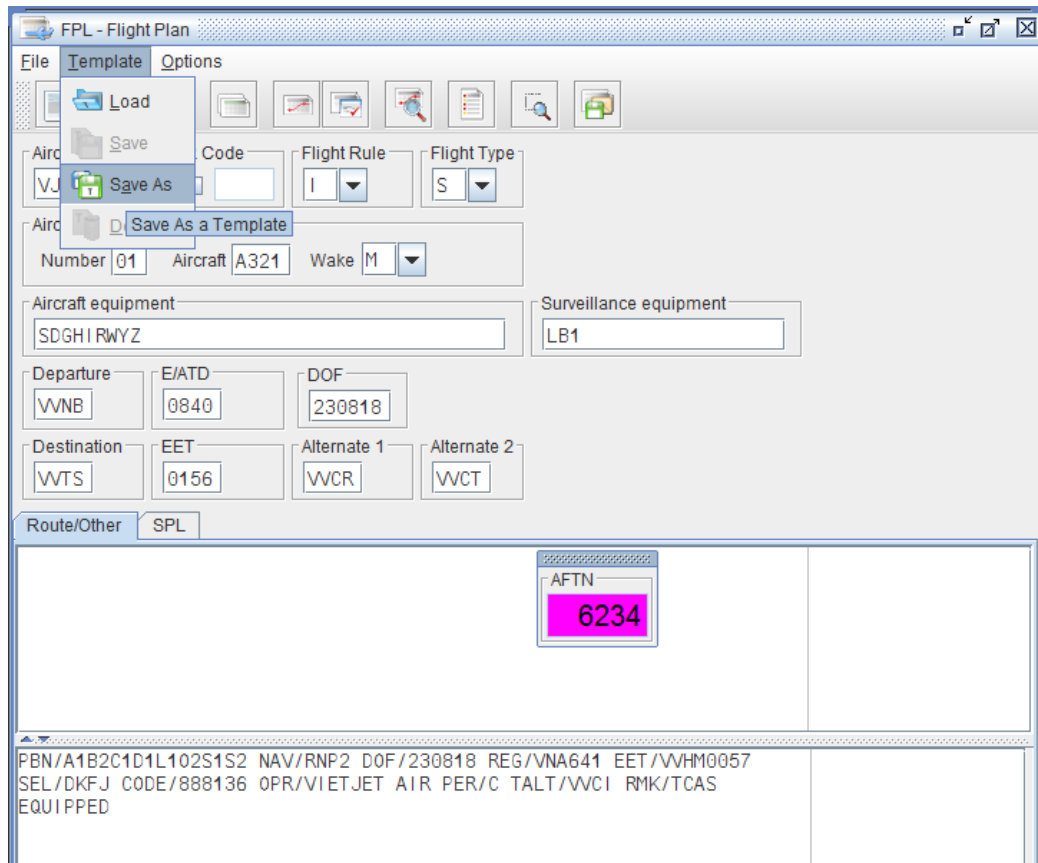 FPL - Flight Plan
File Template Options
Load
Save
Save As
Save As a Template
Code
Flight Rule
Flight Type
VJ
I
S
Number 01 Aircraft A321 Wake M
Aircraft equipment
Surveillance equipment
SDGHIRWYZ
LB1
Departure
E/ATD
DOF
VVNB
0840
230818
Destination
EET
Alternate 1
Alternate 2
VVTS
0156
VVCR
VVCT
Route/Other
SPL
AFTN
6234
PBN/A1B2C1D1L1O2S1S2 NAV/RNP2 DOF/230818 REG/VNA641 EET/VVHM0057
SEL/DKFJ CODE/888136 OPR/VIETJET AIR PER/C TALT/VVCI RMK/TCAS
EQUIPPED